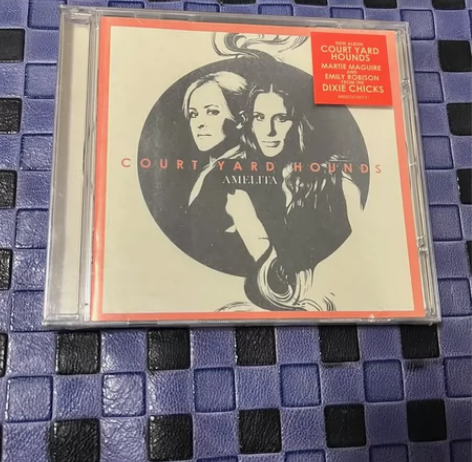 NEW ALBUM
COURT YARD
HOUNDS
MARTIE MAGUIRE
AND
EMILY ROBISON
FROM THE
DIXIE CHICKS
COURT YARD HOUNDS
AMELITA